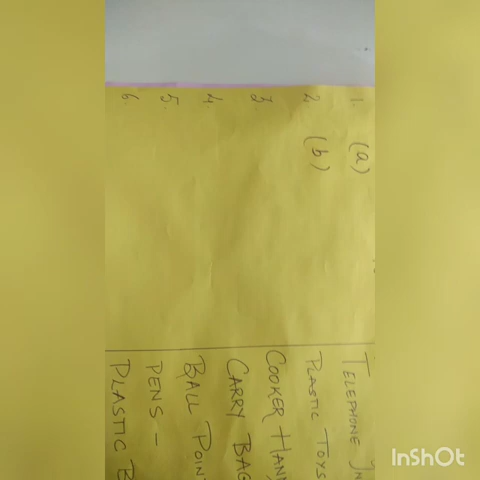 1. (a) TELEPHONE
2 (b) PLASTIC TOYS
3 COOKER
4 CARRY BAG
BALL
5. PENS -
6. PLASTIC
InShOt